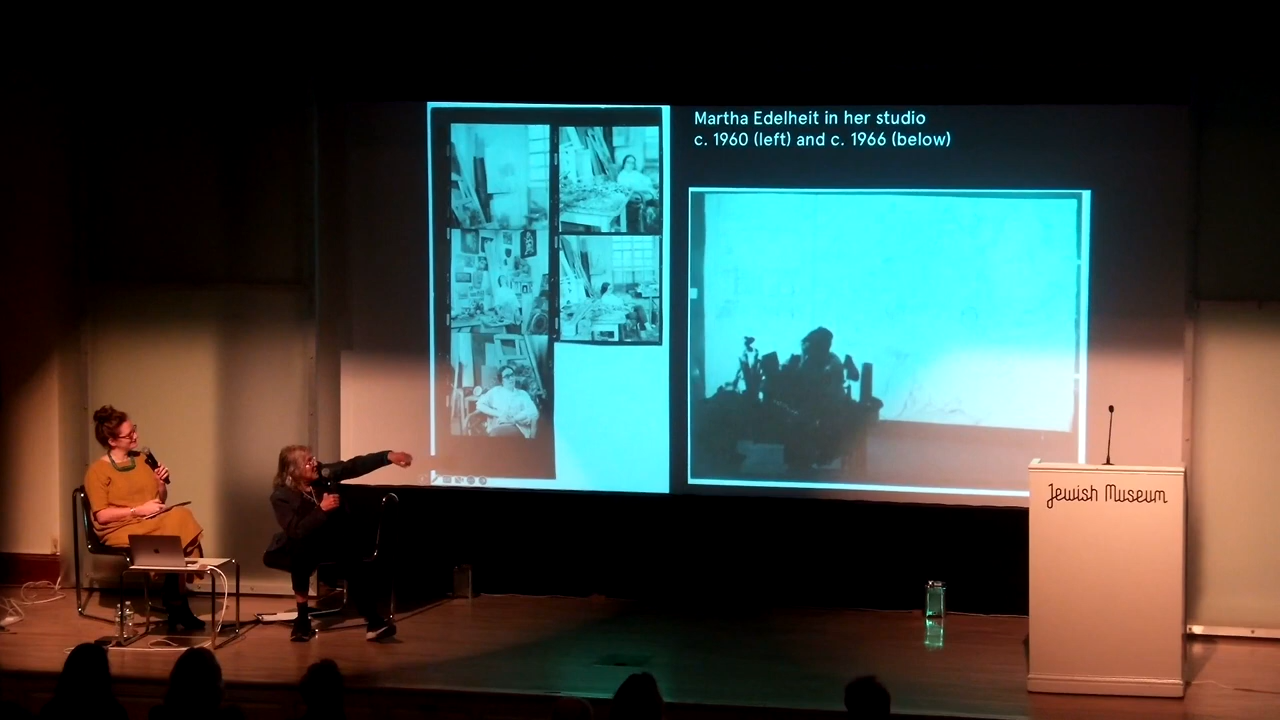 Martha Edelheit in her studio
c. 1960 (left) and c. 1966 (below)
Jewish Museum